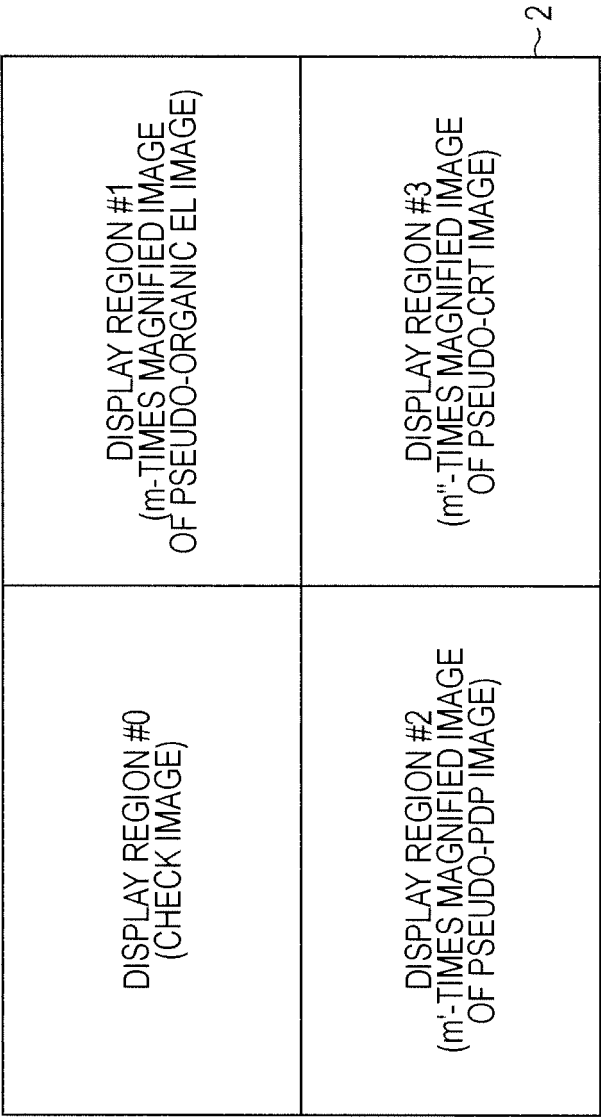 DISPLAY REGION #0
(CHECK IMAGE)
DISPLAY REGION #1
(m-TIMES MAGNIFIED IMAGE
OF PSEUDO-ORGANIC EL IMAGE)
DISPLAY REGION #2
(m'-TIMES MAGNIFIED IMAGE
OF PSEUDO-PDP IMAGE)
DISPLAY REGION #3
(m"-TIMES MAGNIFIED IMAGE
OF PSEUDO-CRT IMAGE)
2